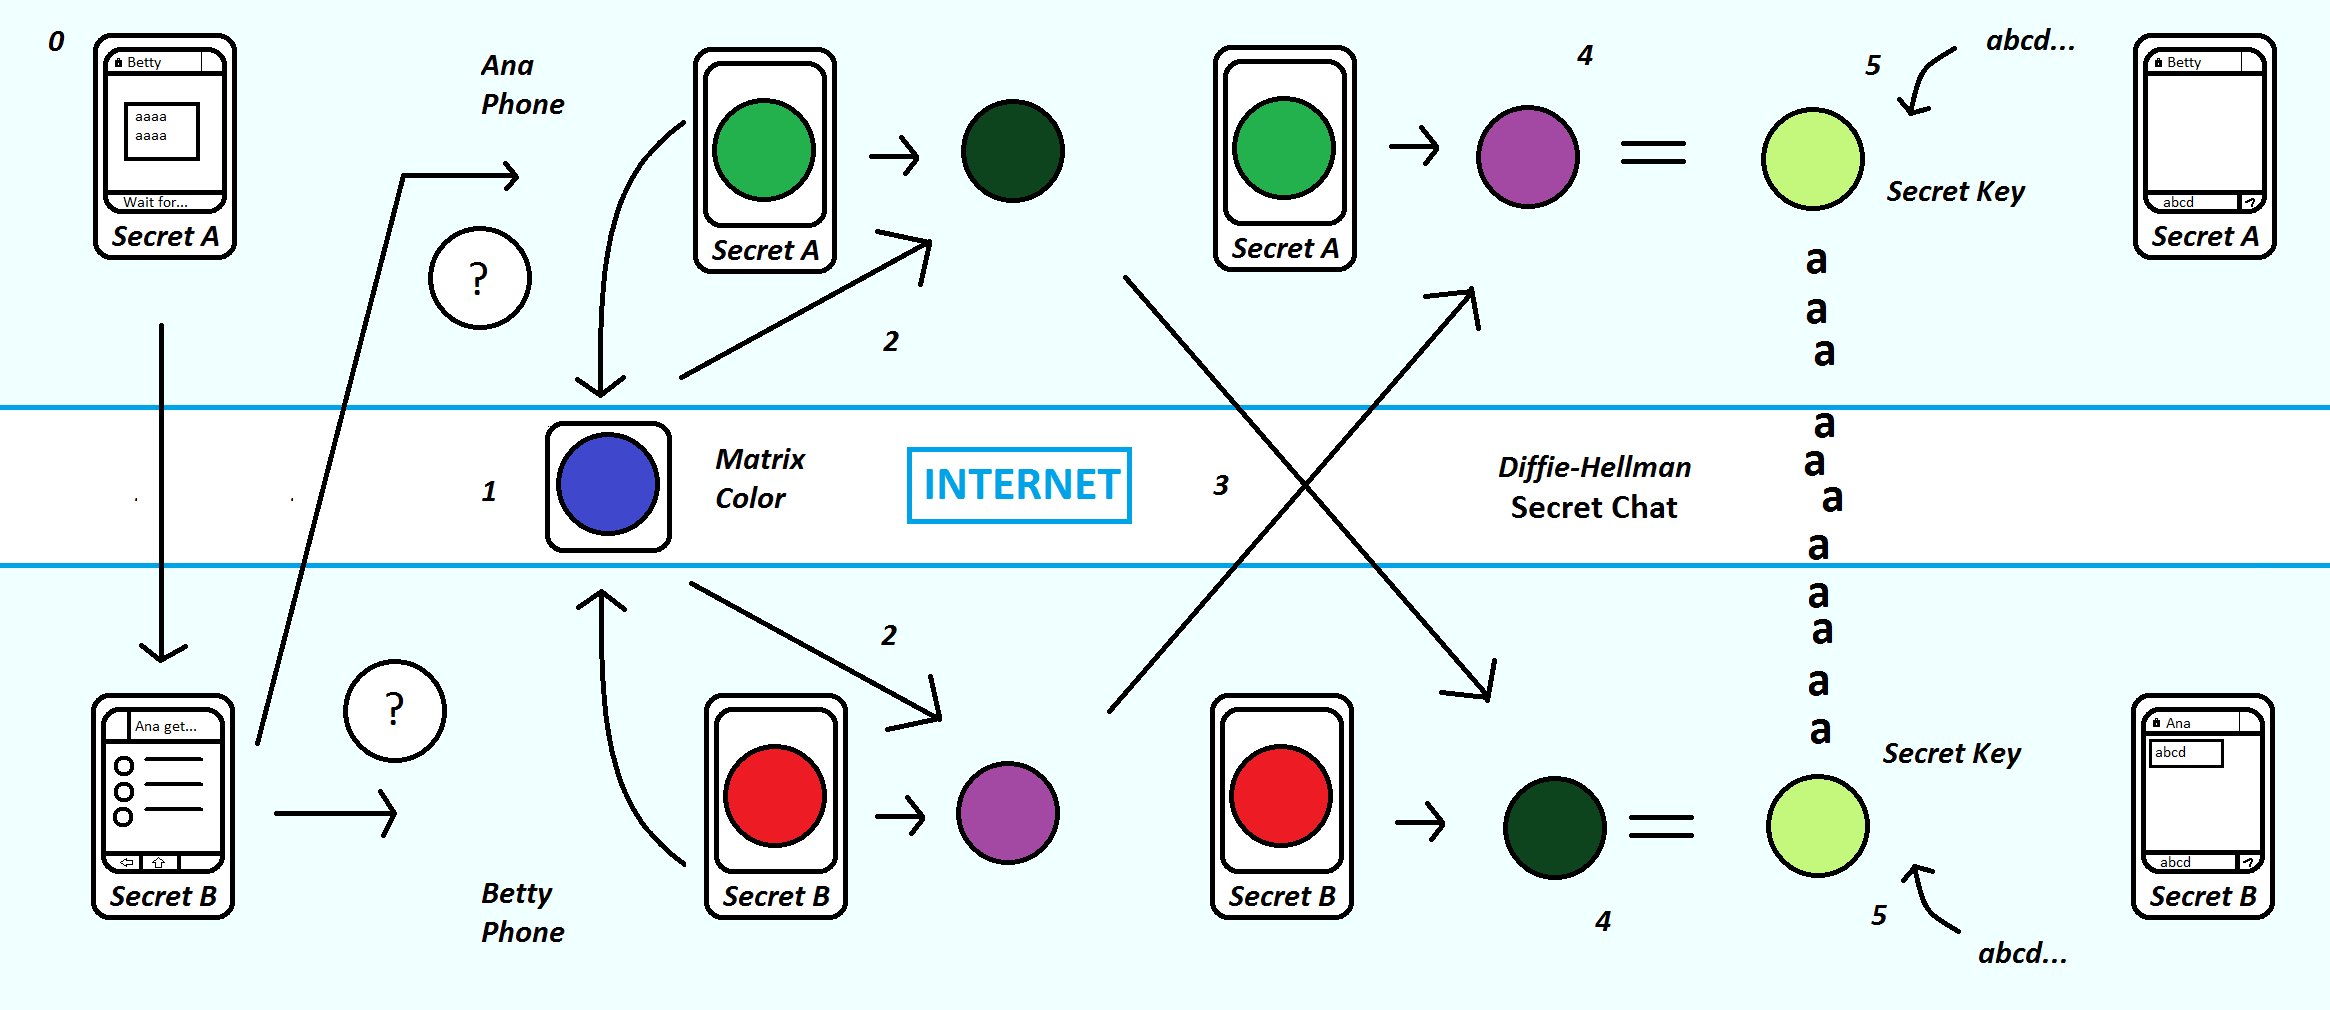 0
Betty
aaaa
aaaa
Wait for...
Secret A
Ana
Phone
?
Secret A
2
Secret A
4
5
abcd...
Secret Key
Betty
abcd
Secret A
a
a
a
1
Matrix
Color
INTERNET
3
Diffie-Hellman
Secret Chat
a
a
a
a
a
a
a
a
Ana get...
Secret B
?
Betty
Phone
2
Secret B
Secret B
4
Secret Key
5
abcd...
Ana
abcd
abcd
Secret B